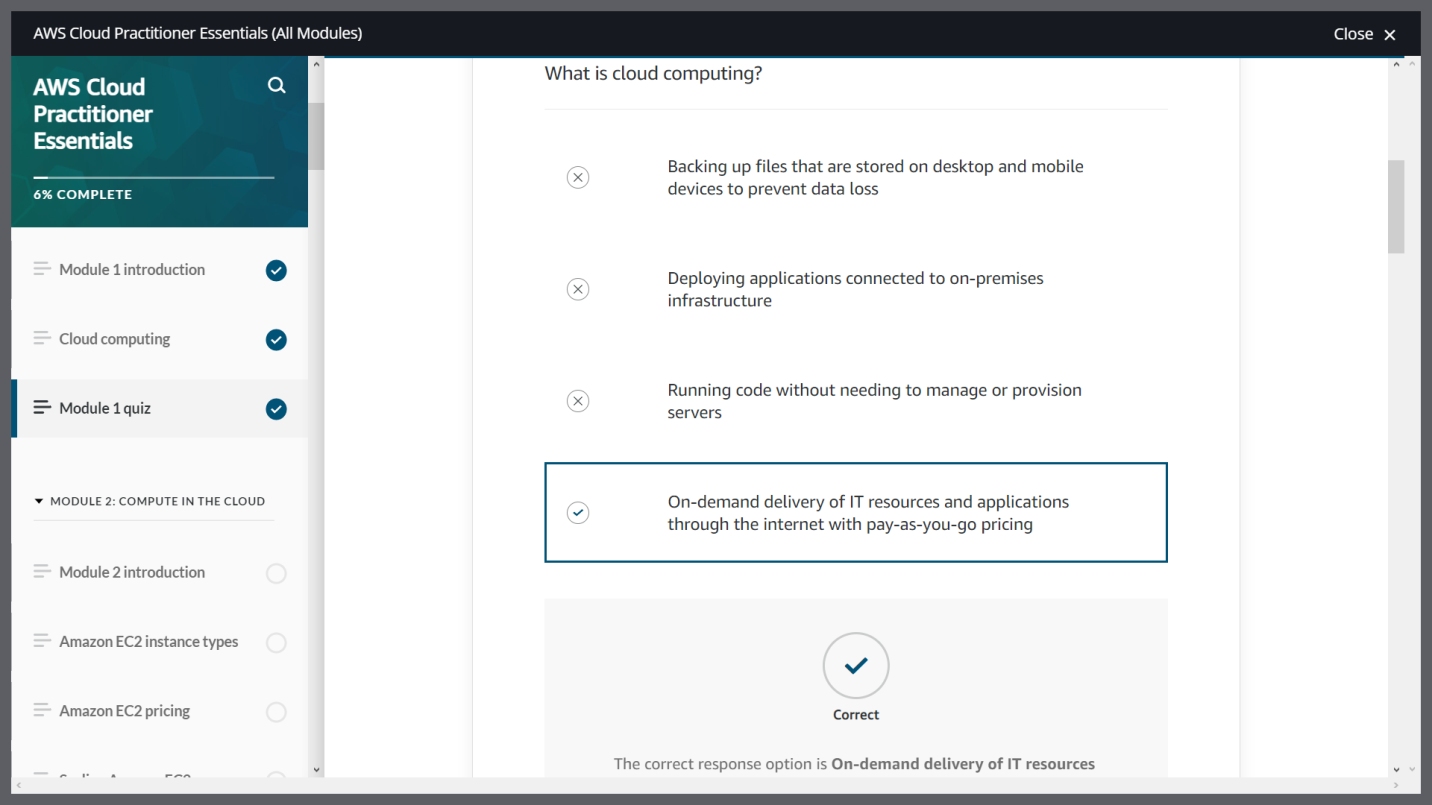 AWS Cloud Practitioner Essentials (All Modules)
Close
AWS Cloud
Practitioner
Essentials
6% COMPLETE
Module 1 introduction
Cloud computing
Module 1 quiz
MODULE 2: COMPUTE IN THE CLOUD
Module 2 introduction
Amazon EC2 instance types
Amazon EC2 pricing
What is cloud computing?
Backing up files that are stored on desktop and mobile
devices to prevent data loss
Deploying applications connected to on-premises
infrastructure
Running code without needing to manage or provision
servers
On-demand delivery of IT resources and applications
through the internet with pay-as-you-go pricing
Correct
The correct response option is On-demand delivery of IT resources